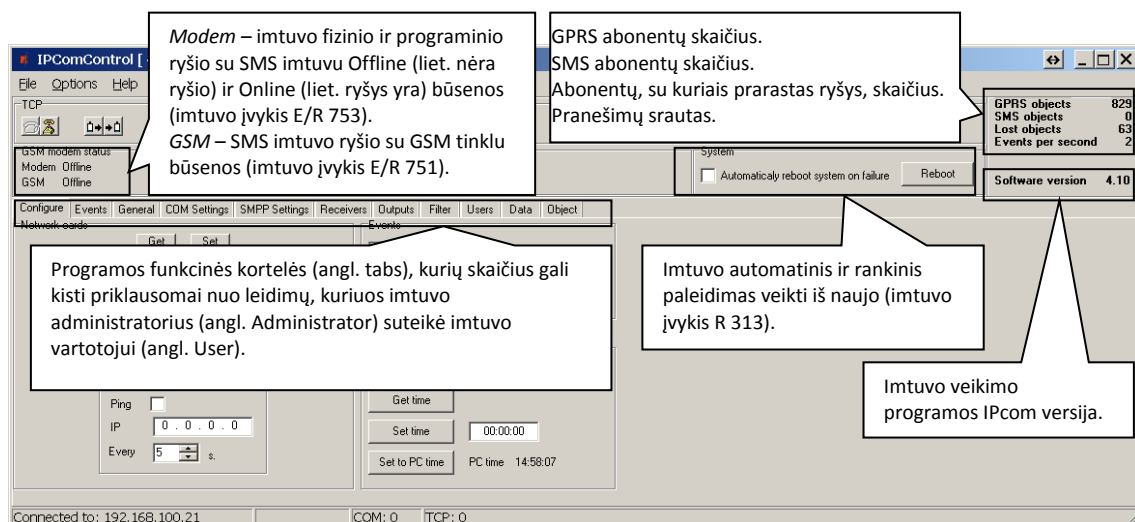 Modem – imtuvo fizinio ir programinio
ryšio su SMS imtuvu Offline (liet. nėra
ryšio) ir Online (liet. ryšys yra) būsenos
(imtuvo įvykis E/R 753).
GSM – SMS imtuvo ryšio su GSM tinklu
būsenos (imtuvo įvykis E/R 751).
GPRS abonentų skaičius.
SMS abonentų skaičius.
Abonentų, su kuriais prarastas ryšys, skaičius.
Pranešimų srautas.
IPComControl [
File Options Help
TCP
GPRS objects 829
SMS objects 0
Lost objects 63
Events per second 2
GSM modem status
Modem Offline
GSM Offline
System
Automaticaly reboot system on failure Reboot
Software version 4.10
Configure Events General COM Settings SMPP Settings Receivers Outputs Filter Users Data Object
Network cards
Events
Get Set
Programos funkcinės kortelės (angl. tabs), kurių skaičius gali
kisti priklausomai nuo leidimų, kuriuos imtuvo
administratorius (angl. Administrator) suteikė imtuvo
vartotojui (angl. User).
Imtuvo automatinis ir rankinis
paleidimas veikti iš naujo (imtuvo
įvykis R 313).
Imtuvo veikimo
programos IPcom versija.
Ping
IP 0 . 0 . 0 . 0
Every 5 s.
Get time
Set time 00:00:00
Set to PC time PC time 14:58:07
Connected to: 192.168.100.21 COM: 0 TCP: 0